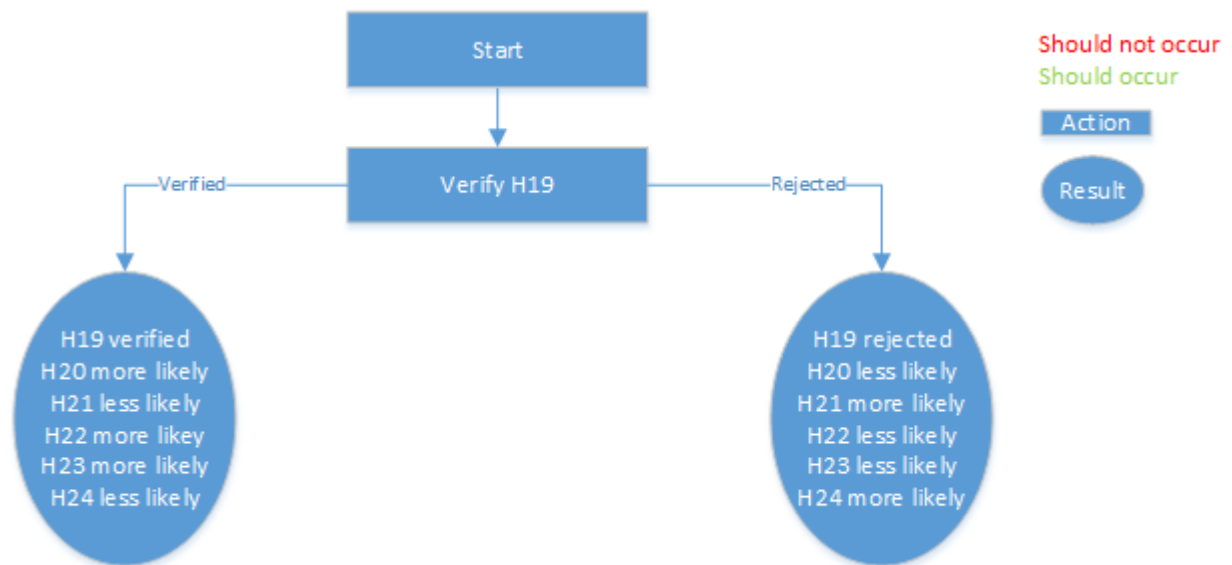 Start
Should not occur
Should occur
Action
Verify H19
Verified
Rejected
Result
H19 verified
H20 more likely
H21 less likely
H22 more likey
H23 more likely
H24 less likely
H19 rejected
H20 less likely
H21 more likely
H22 less likely
H23 less likely
H24 more likely